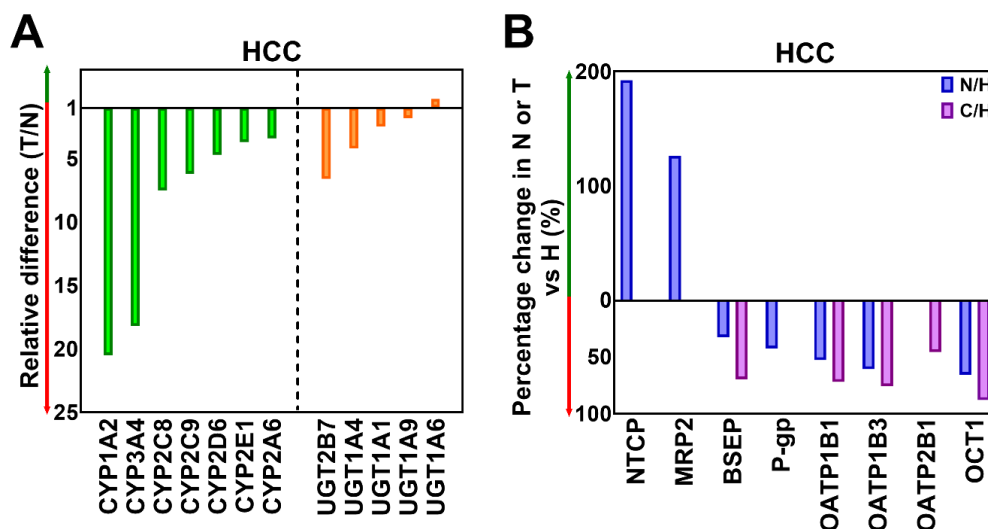 A
HCC
Relative difference (T/N)
1
5
10
15
20
25
CYP1A2
CYP3A4
CYP2C8
CYP2C9
CYP2D6
CYP2E1
CYP2A6
UGT2B7
UGT1A4
UGT1A1
UGT1A9
UGT1A6
B
HCC
Percentage change in N or T
vs H (%)
200
100
0
50
100
N/H
C/H
NTCP
MRP2
BSEP
P-gp
OATP1B1
OATP1B3
OATP2B1
OCT1